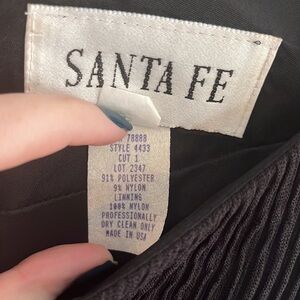 SANTA FE
78888
STYLE 4433
CUT 1
LOT 2347
91% POLYESTER
9% NYLON
LINNING
100% NYLON
PROFESSIONALLY
DRY CLEAN ONLY
MADE IN USA